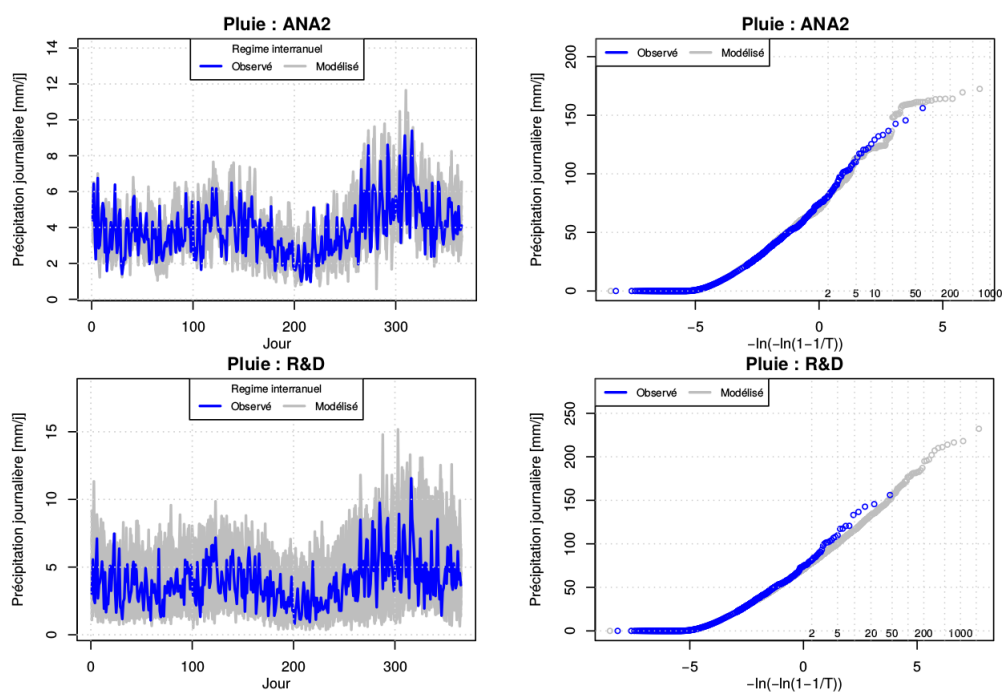 Pluie : ANA2
Regime interranuel
Observé Modélisé
Précipitation journalière [mm/j]
14
12
10
8
6
4
2
0
0 100 200 300
Jour
Pluie : ANA2
Observé Modélisé
Précipitation journalière [mm/j]
200
150
100
50
0
2 5 10 50 200 1000
−5 0 5
−ln(−ln(1−1/T))
Pluie : R&D
Regime interranuel
Observé Modélisé
Précipitation journalière [mm/j]
15
10
5
0
0 100 200 300
Jour
Pluie : R&D
Observé Modélisé
Précipitation journalière [mm/j]
250
200
150
100
50
0
2 5 20 50 200 1000
−5 0 5
−ln(−ln(1−1/T))